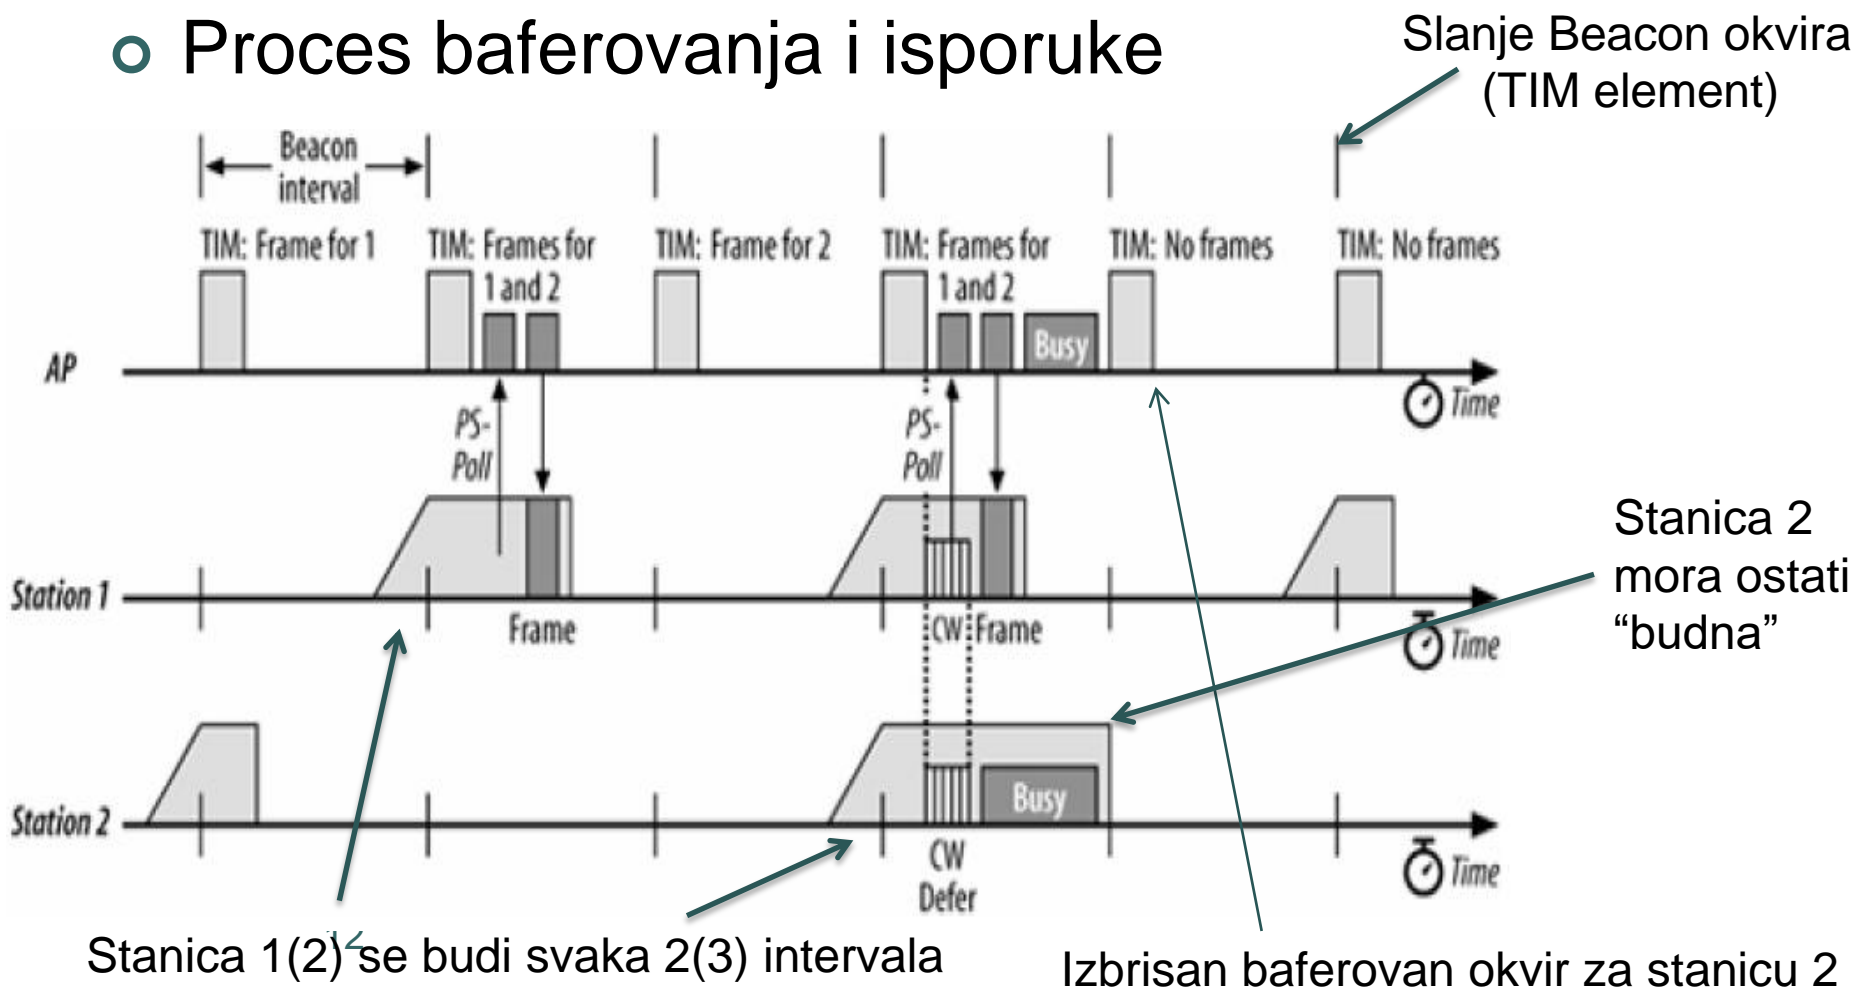 Proces baferovanja i isporuke
Slanje Beacon okvira
(TIM element)
Beacon
interval
TIM: Frame for 1
TIM: Frames for
1 and 2
TIM: Frame for 2
TIM: Frames for
1 and 2
TIM: No frames
TIM: No frames
Busy
AP
Time
PS-
Poll
PS-
Poll
Stanica 2
mora ostati
“budna”
Station 1
Frame
CW
Frame
Time
Busy
Station 2
CW
Defer
Time
12
Stanica 1(2) se budi svaka 2(3) intervala
Izbrisan baferovan okvir za stanicu 2